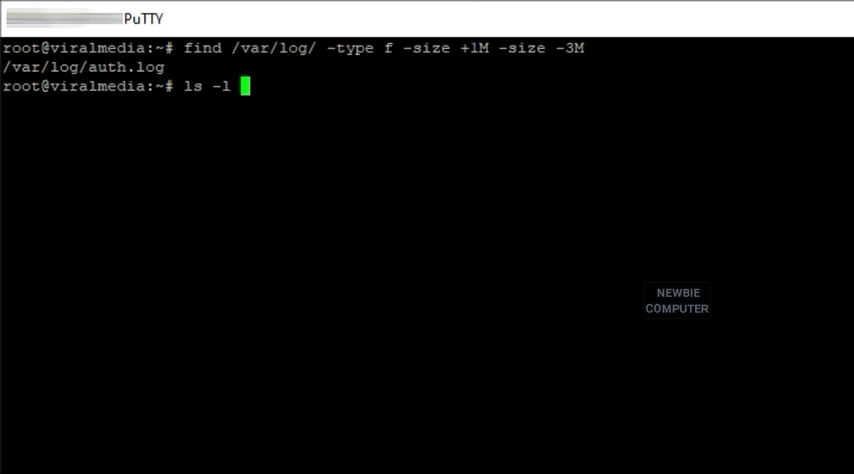 PuTTY
root@viralmedia:~# find /var/log/ -type f -size +1M -size -3M
/var/log/auth.log
root@viralmedia:~# ls -l
NEWBIE
COMPUTER